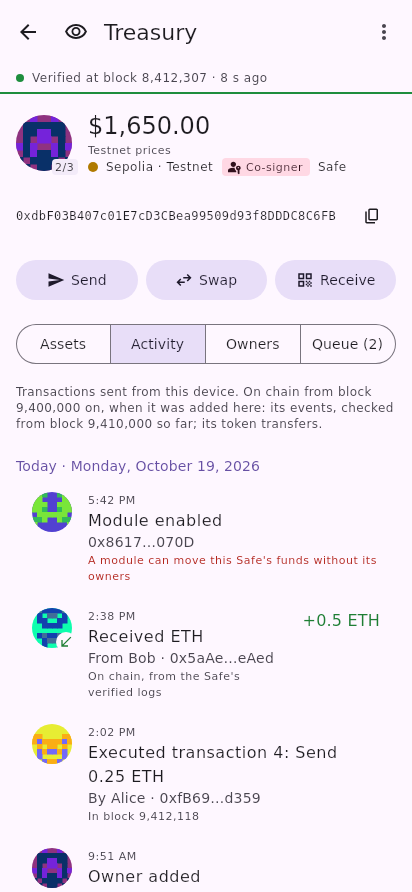 Treasury
Verified at block 8,412,307 · 8 s ago
$1,650.00
Testnet prices
2/3
Sepolia · Testnet
Co-signer
Safe
0xdbF03B407c01E7cD3CBea99509d93f8DDDC8C6FB
Send
Swap
Receive
Assets
Activity
Owners
Queue (2)
Transactions sent from this device. On chain from block
9,400,000 on, when it was added here: its events, checked
from block 9,410,000 so far; its token transfers.
Today · Monday, October 19, 2026
5:42 PM
Module enabled
0x8617…070D
A module can move this Safe's funds without its
owners
2:38 PM
Received ETH
+0.5 ETH
From Bob · 0x5aAe…eAed
On chain, from the Safe's
verified logs
2:02 PM
Executed transaction 4: Send
0.25 ETH
By Alice · 0xfB69…d359
In block 9,412,118
9:51 AM
Owner added